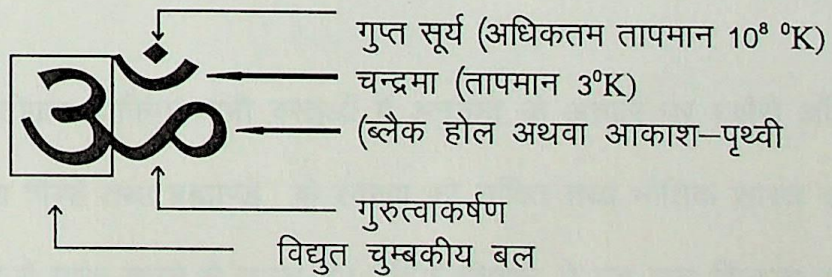 गुप्त सूर्य (अधिकतम तापमान 10⁸ ⁰K)
चन्द्रमा (तापमान 3⁰K)
(ब्लैक होल अथवा आकाश–पृथ्वी
ॐ
गुरुत्वाकर्षण
विद्युत चुम्बकीय बल